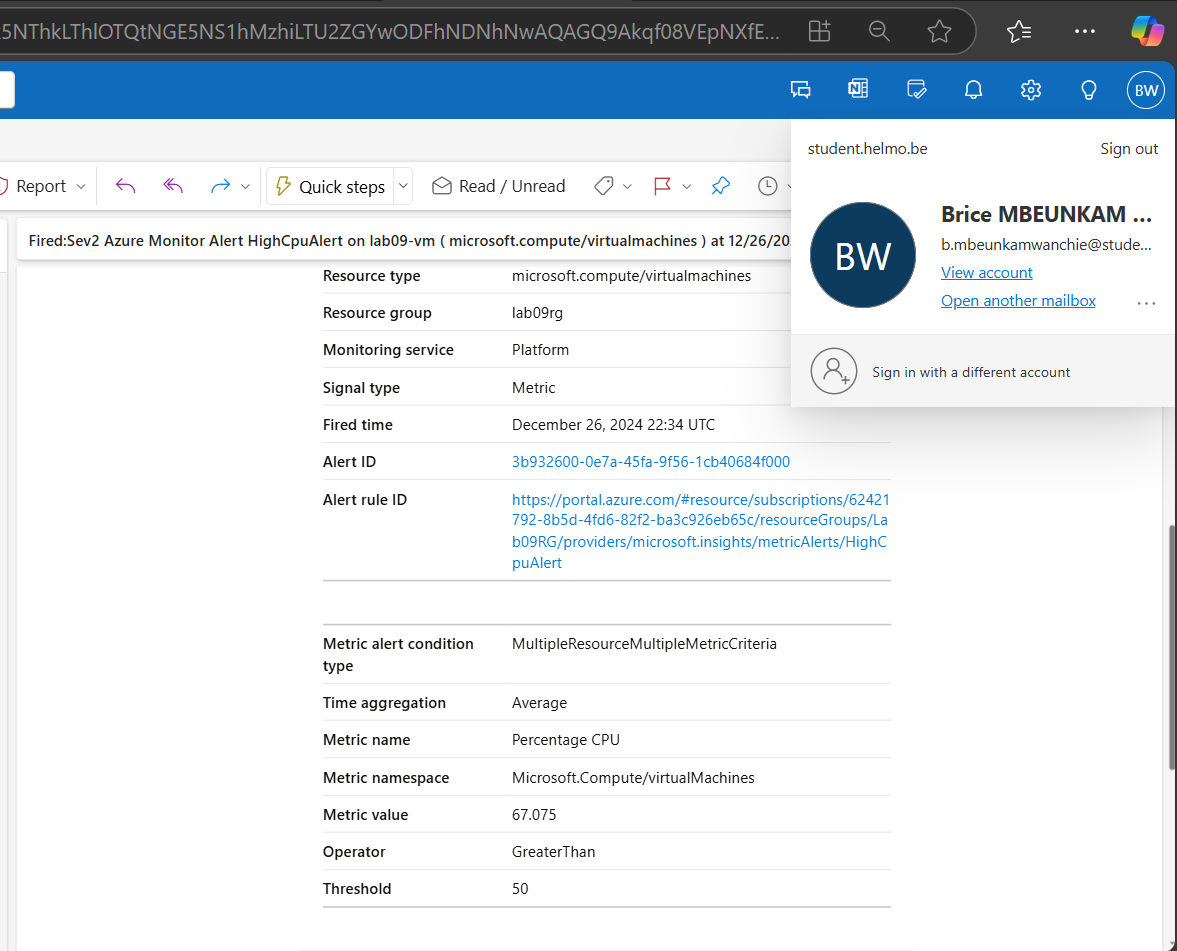 5NThkLThlOTQtNGE5NS1hMzhiLTU2ZGYwODFhNDNhNwAQAGQ9Akqf08VEpNXfE...
BW
student.helmo.be
Sign out
Report
Quick steps
Read / Unread
BW
Brice MBEUNKAM ...
b.mbeunkamwanchie@stude...
View account
Open another mailbox
Sign in with a different account
Fired:Sev2 Azure Monitor Alert HighCpuAlert on lab09-vm ( microsoft.compute/virtualmachines ) at 12/26/20
Resource type microsoft.compute/virtualmachines
Resource group lab09rg
Monitoring service Platform
Signal type Metric
Fired time December 26, 2024 22:34 UTC
Alert ID 3b932600-0e7a-45fa-9f56-1cb40684f000
Alert rule ID https://portal.azure.com/#resource/subscriptions/62421
792-8b5d-4fd6-82f2-ba3c926eb65c/resourceGroups/La
b09RG/providers/microsoft.insights/metricAlerts/HighC
puAlert
Metric alert condition MultipleResourceMultipleMetricCriteria
type
Time aggregation Average
Metric name Percentage CPU
Metric namespace Microsoft.Compute/virtualMachines
Metric value 67.075
Operator GreaterThan
Threshold 50